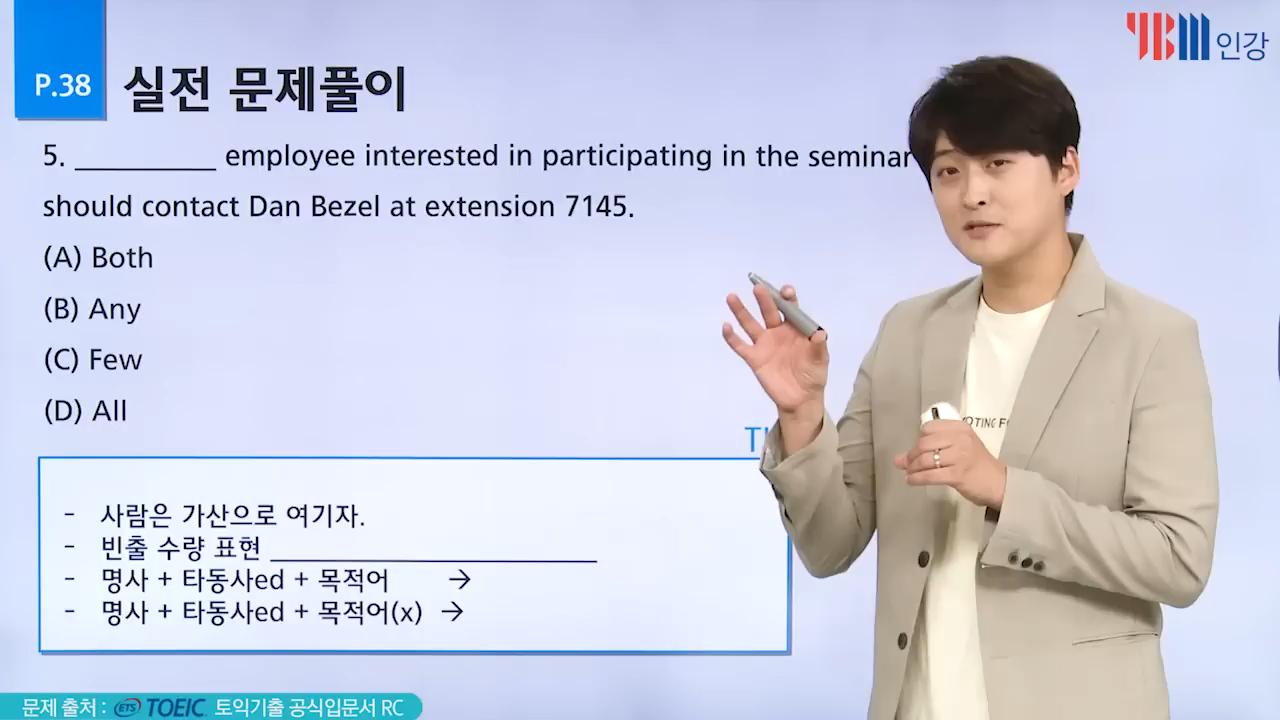 YBM 인강
P.38 실전 문제풀이
5. __________ employee interested in participating in the seminar
should contact Dan Bezel at extension 7145.
(A) Both
(B) Any
(C) Few
(D) All
- 사람은 가산으로 여기자.
- 빈출 수량 표현 ______________________
- 명사 + 타동사ed + 목적어 →
- 명사 + 타동사ed + 목적어(x) →
문제 출처 : ETS TOEIC 토익기출 공식입문서 RC